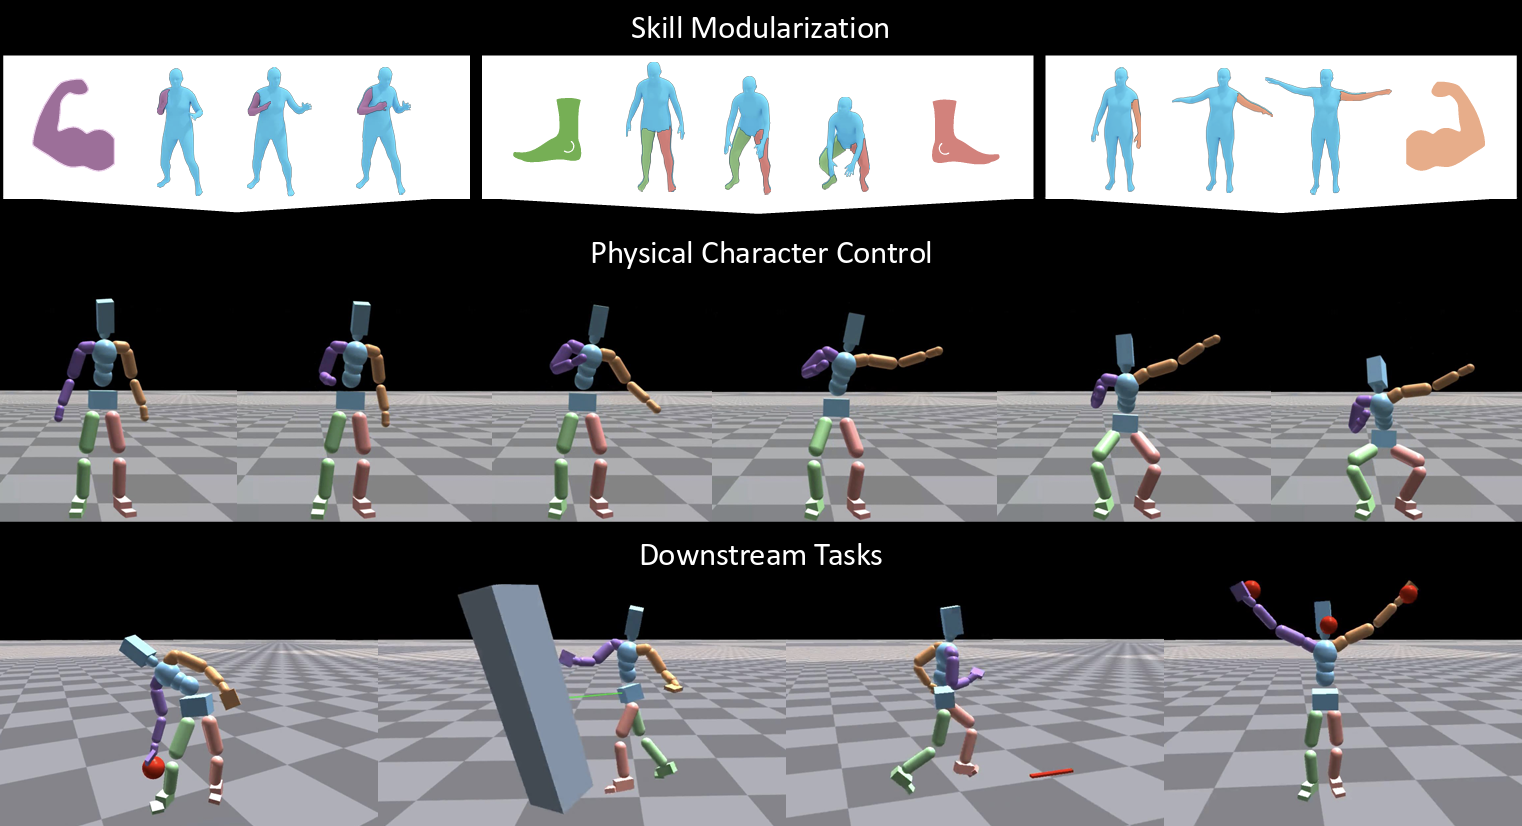 Skill Modularization
Physical Character Control
Downstream Tasks